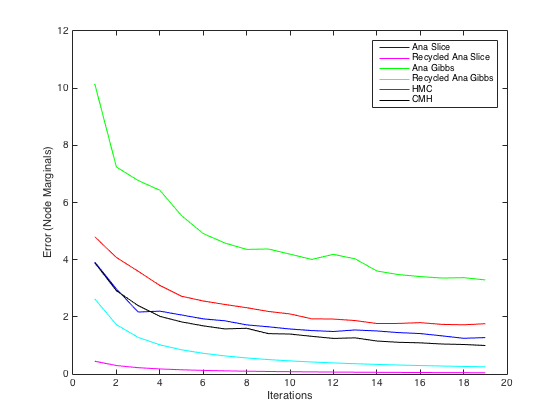 12
10
8
6
4
2
0
Error (Node Marginals)
Ana Slice
Recycled Ana Slice
Ana Gibbs
Recycled Ana Gibbs
HMC
CMH
0 2 4 6 8 10 12 14 16 18 20
Iterations